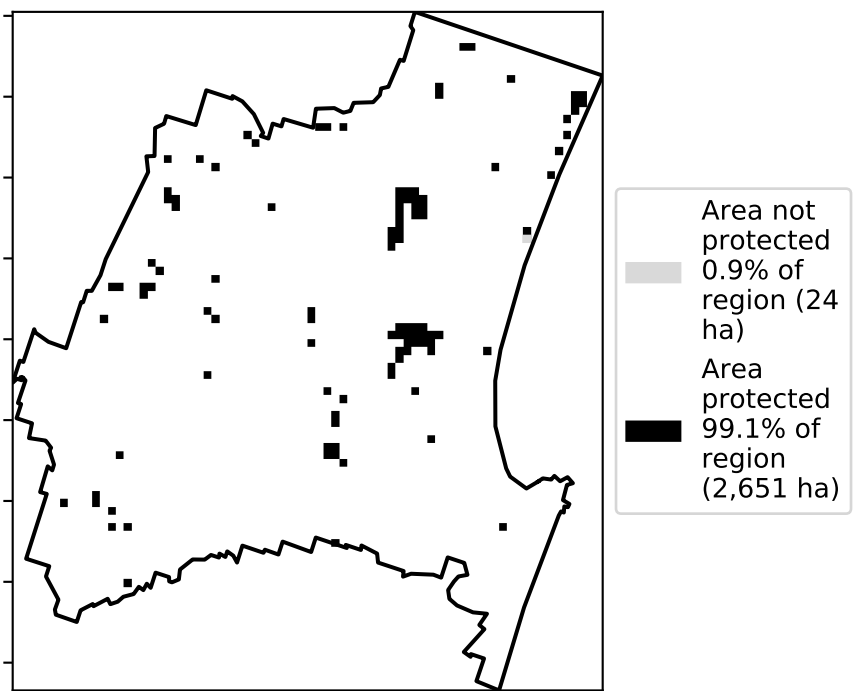 Area not
protected
0.9% of
region (24
ha)
Area
protected
99.1% of
region
(2,651 ha)